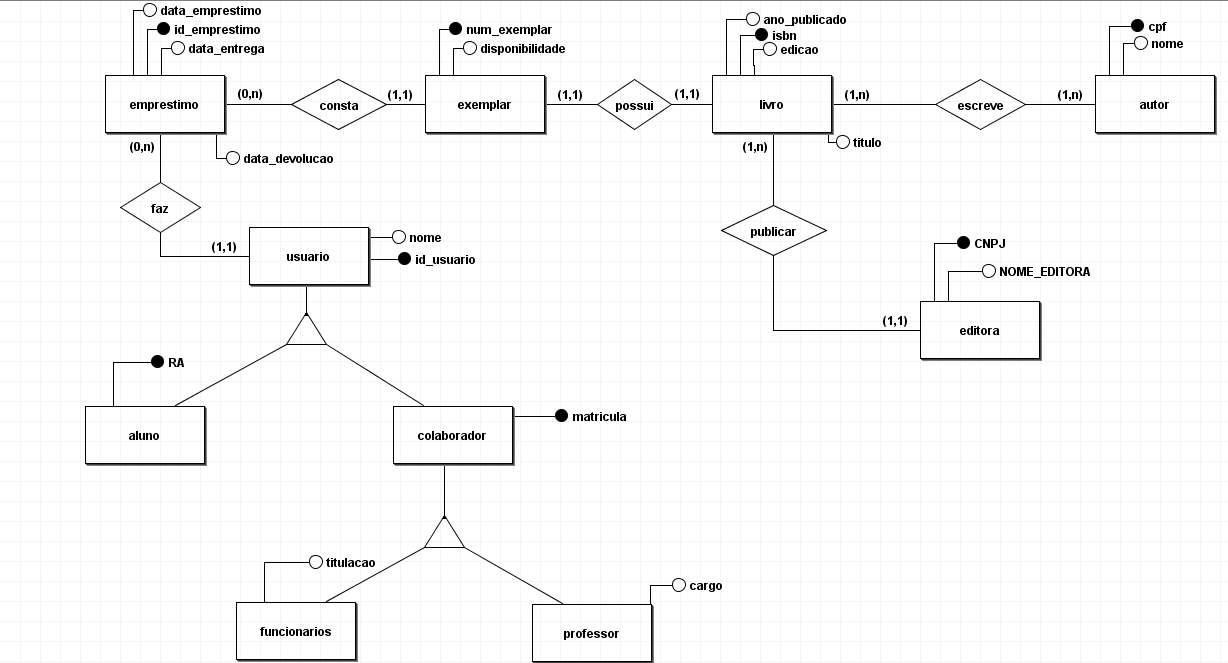 data_emprestimo
id_emprestimo
data_entrega
emprestimo
(0,n)
consta
(1,1)
num_exemplar
disponibilidade
exemplar
(1,1)
possui
(1,1)
ano_publicado
isbn
edicao
livro
(1,n)
escreve
(1,n)
cpf
nome
autor
titulo
(0,n)
data_devolucao
(1,n)
faz
(1,1)
usuario
nome
id_usuario
publicar
CNPJ
NOME_EDITORA
(1,1)
editora
RA
aluno
colaborador
matricula
titulacao
funcionarios
cargo
professor